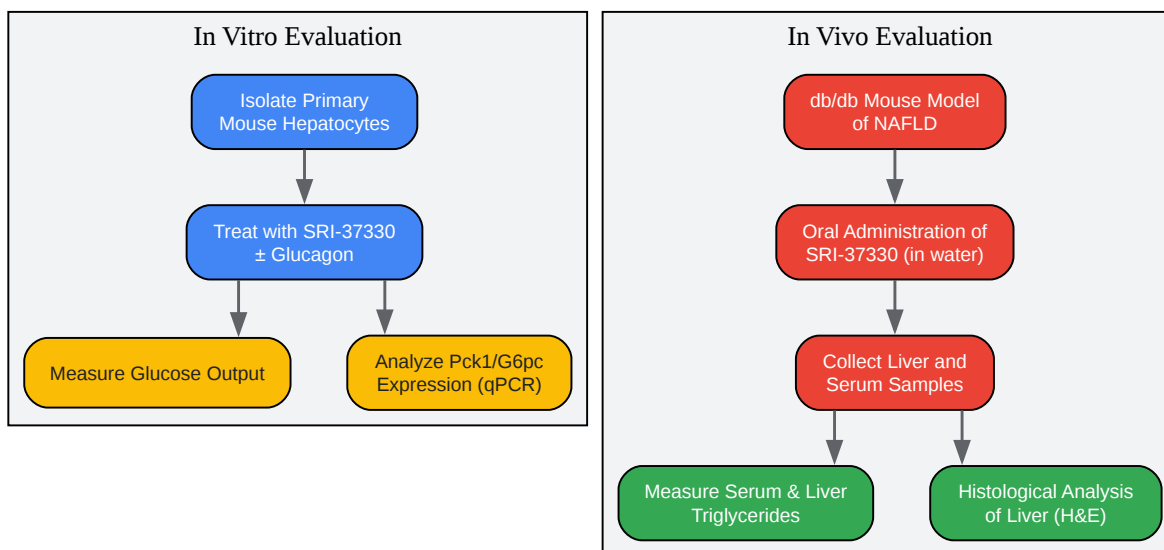 In Vitro Evaluation
Isolate Primary
Mouse Hepatocytes
Treat with SRI-37330
± Glucagon
Measure Glucose Output
Analyze Pck1/G6pc
Expression (qPCR)
In Vivo Evaluation
db/db Mouse Model
of NAFLD
Oral Administration of
SRI-37330 (in water)
Collect Liver and
Serum Samples
Measure Serum & Liver
Triglycerides
Histological Analysis
of Liver (H&E)